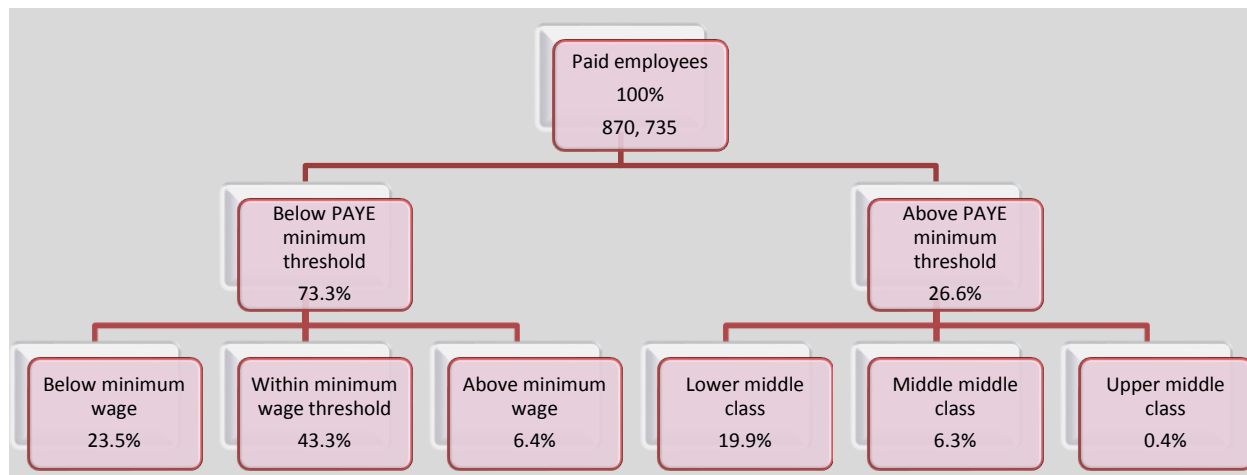 Paid employees
100%
870, 735
Below PAYE
minimum
threshold
73.3%
Above PAYE
minimum
threshold
26.6%
Below minimum
wage
23.5%
Within minimum
wage threshold
43.3%
Above minimum
wage
6.4%
Lower middle
class
19.9%
Middle middle
class
6.3%
Upper middle
class
0.4%